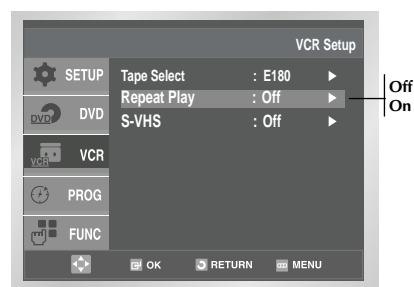 VCR Setup
SETUP
DVD DVD
VCR VCR
PROG
FUNC
Tape Select : E180 ►
Repeat Play : Off ►
S-VHS : Off ►
Off
On
OK RETURN MENU